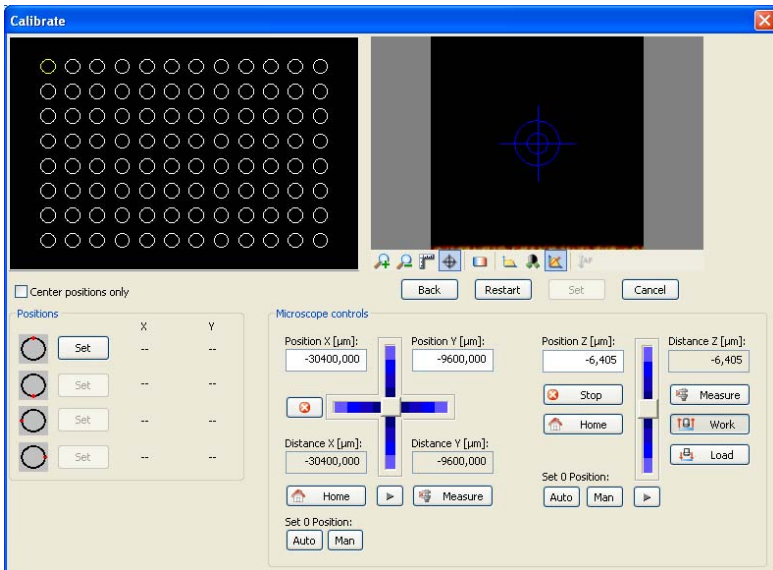 Calibrate
Back Restart Set Cancel
Center positions only
Positions
X Y
Set -- --
Set -- --
Set -- --
Set -- --
Microscope controls
Position X [µm]: Position Y [µm]: Position Z [µm]: Distance Z [µm]:
-30400,000 -9600,000 -6,405 -6,405
Stop Measure
Home Work
Distance X [µm]: Distance Y [µm]:
-30400,000 -9600,000 Load
Set 0 Position:
Home Measure Auto Man
Set 0 Position:
Auto Man